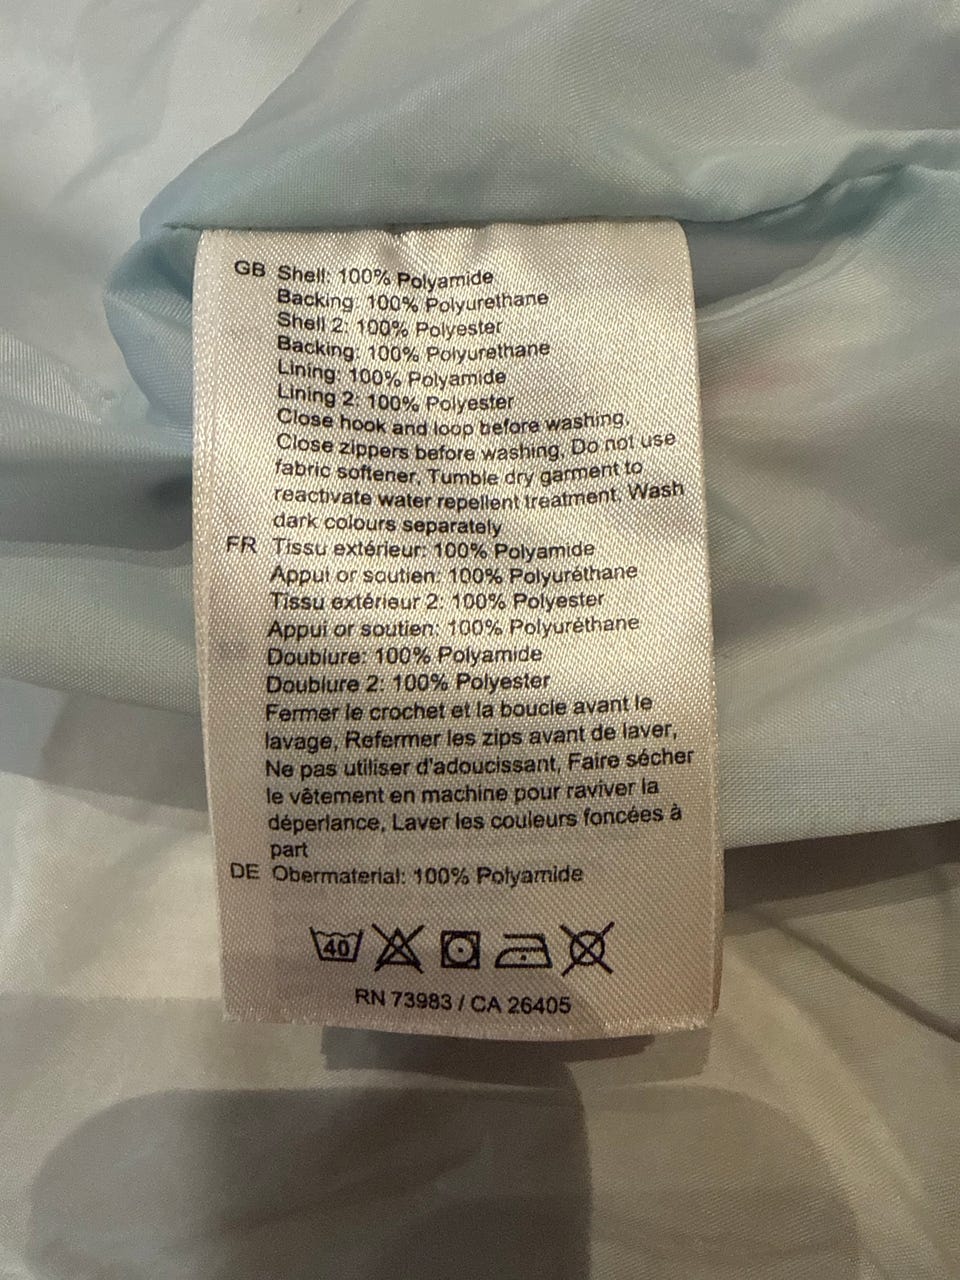 GB Shell: 100% Polyamide
Backing: 100% Polyurethane
Shell 2: 100% Polyester
Backing: 100% Polyurethane
Lining: 100% Polyamide
Lining 2: 100% Polyester
Close hook and loop before washing,
Close zippers before washing, Do not use
fabric softener, Tumble dry garment to
reactivate water repellent treatment, Wash
dark colours separately
FR Tissu extérieur: 100% Polyamide
Appui or soutien: 100% Polyuréthane
Tissu extérieur 2: 100% Polyester
Appui or soutien: 100% Polyuréthane
Doublure: 100% Polyamide
Doublure 2: 100% Polyester
Fermer le crochet et la boucle avant le
lavage, Refermer les zips avant de laver,
Ne pas utiliser d'adoucissant, Faire sécher
le vêtement en machine pour raviver la
déperlance, Laver les couleurs foncées à
part
DE Obermaterial: 100% Polyamide
40
RN 73983 / CA 26405